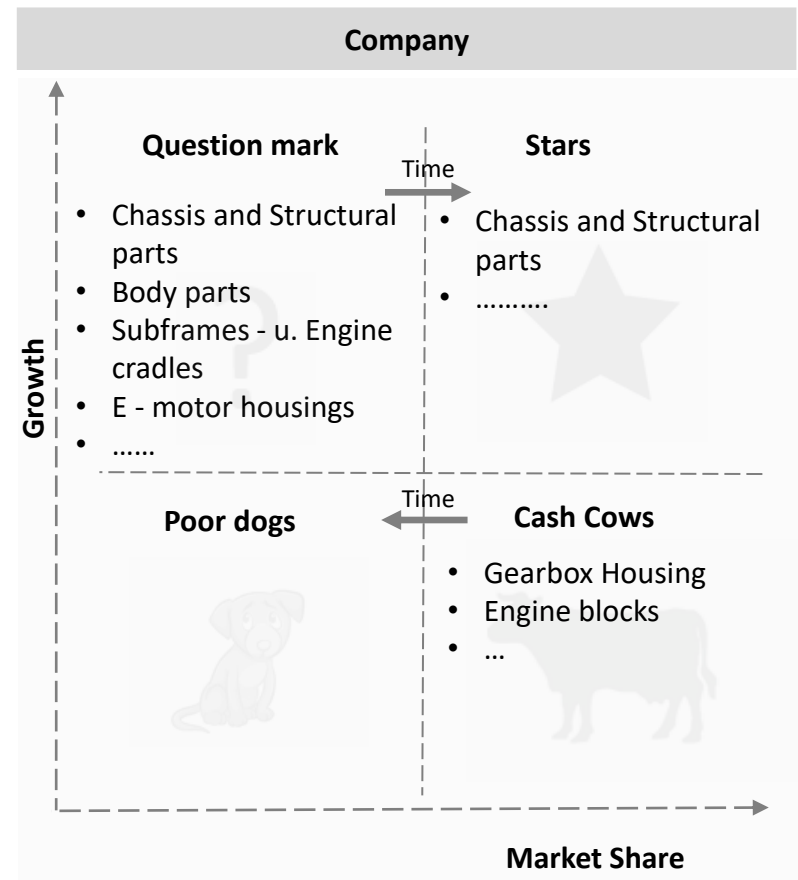 Company
Question mark
Stars
Time
• Chassis and Structural
parts
• Body parts
• Subframes - u. Engine
cradles
• E - motor housings
• ......
• Chassis and Structural
parts
• ..........
?
Growth
Poor dogs
Time
Cash Cows
• Gearbox Housing
• Engine blocks
• ...
Market Share